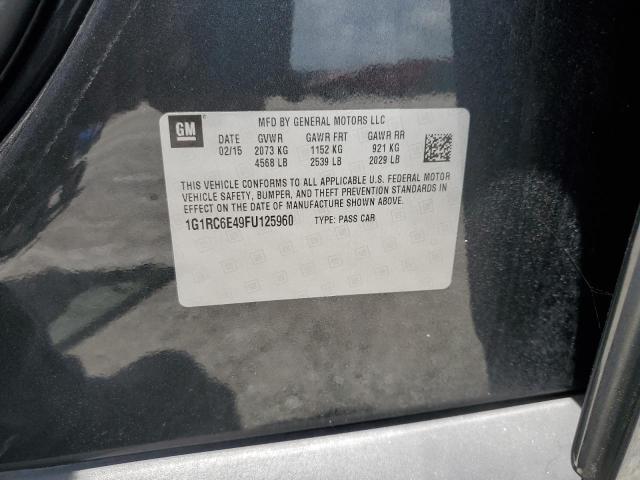 GM
MFD BY GENERAL MOTORS LLC
DATE GVWR GAWR FRT GAWR RR
02/15 2073 KG 1152 KG 921 KG
4568 LB 2539 LB 2029 LB
THIS VEHICLE CONFORMS TO ALL APPLICABLE U.S. FEDERAL MOTOR
VEHICLE SAFETY, BUMPER, AND THEFT PREVENTION STANDARDS IN
EFFECT ON THE DATE OF MANUFACTURE SHOWN ABOVE.
1G1RC6E49FU125960 TYPE: PASS CAR